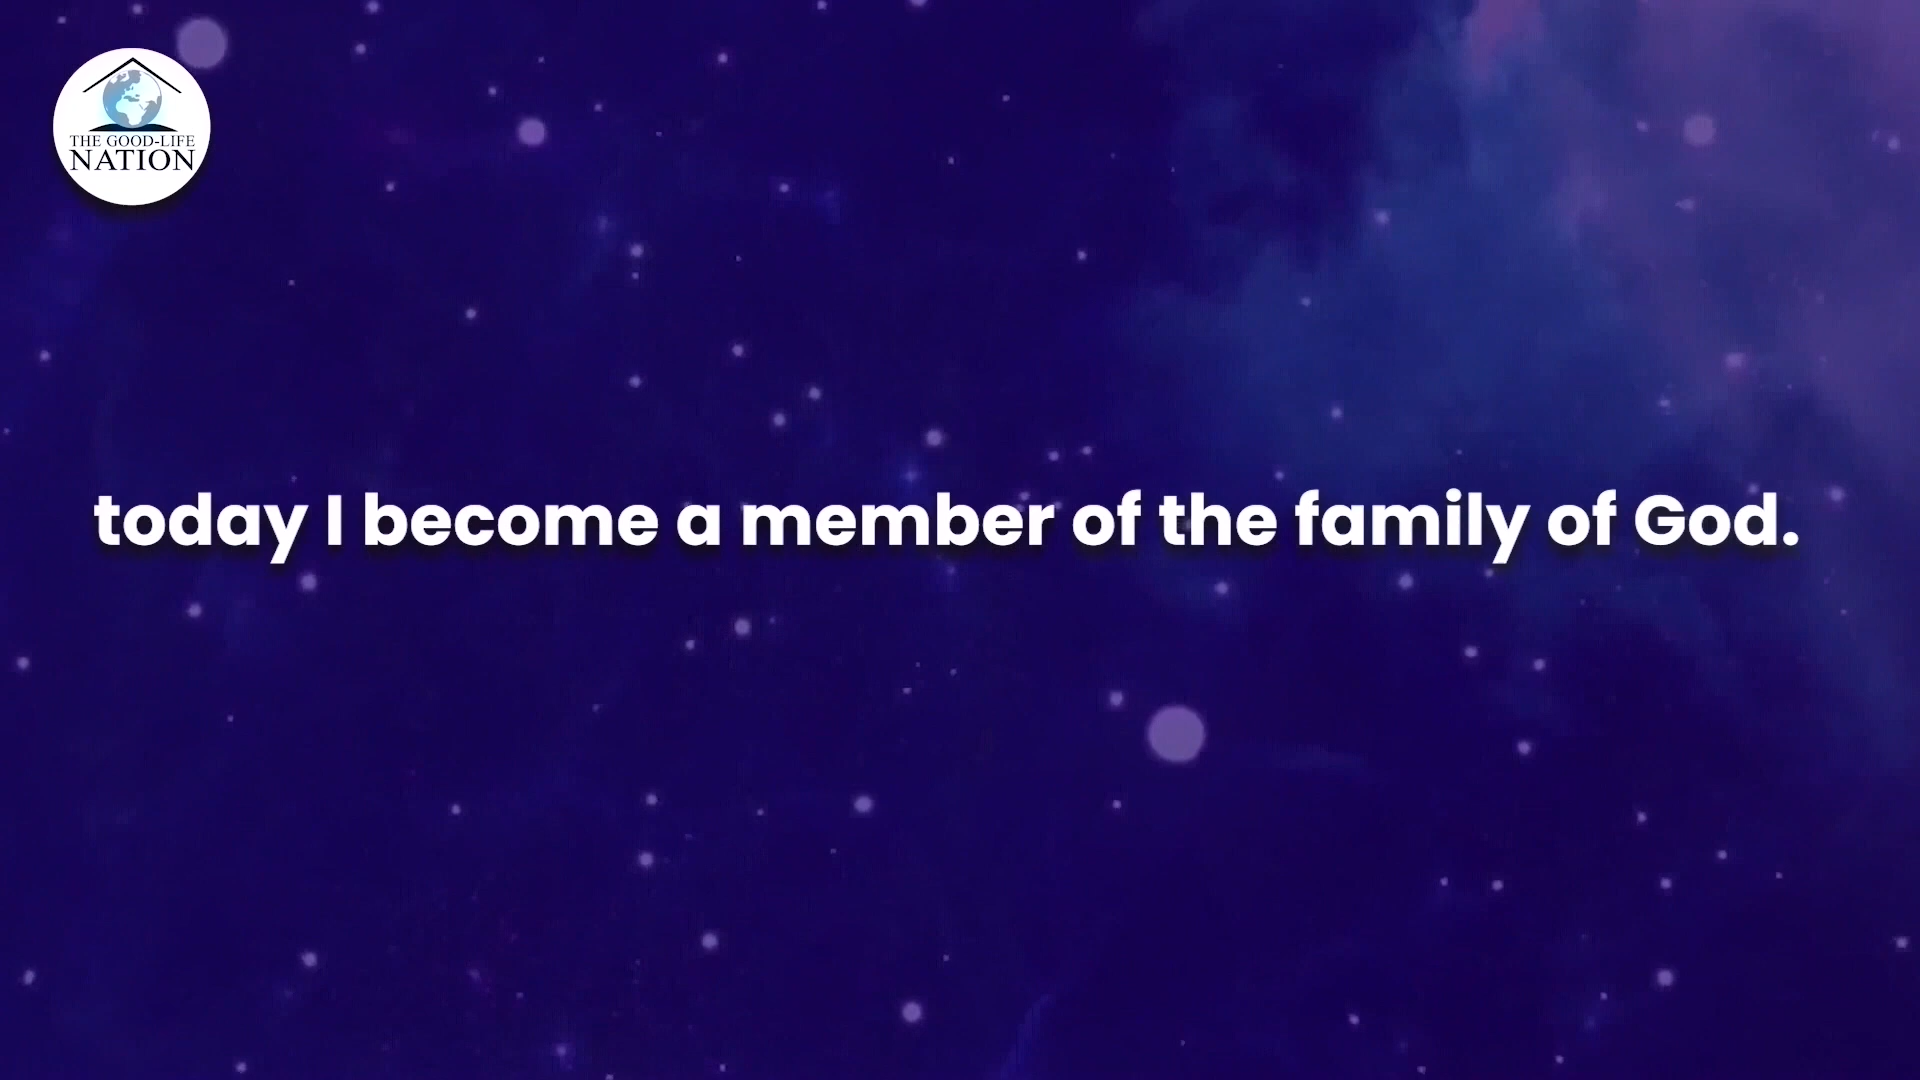 THE GOOD-LIFE
NATION
today I become a member of the family of God.